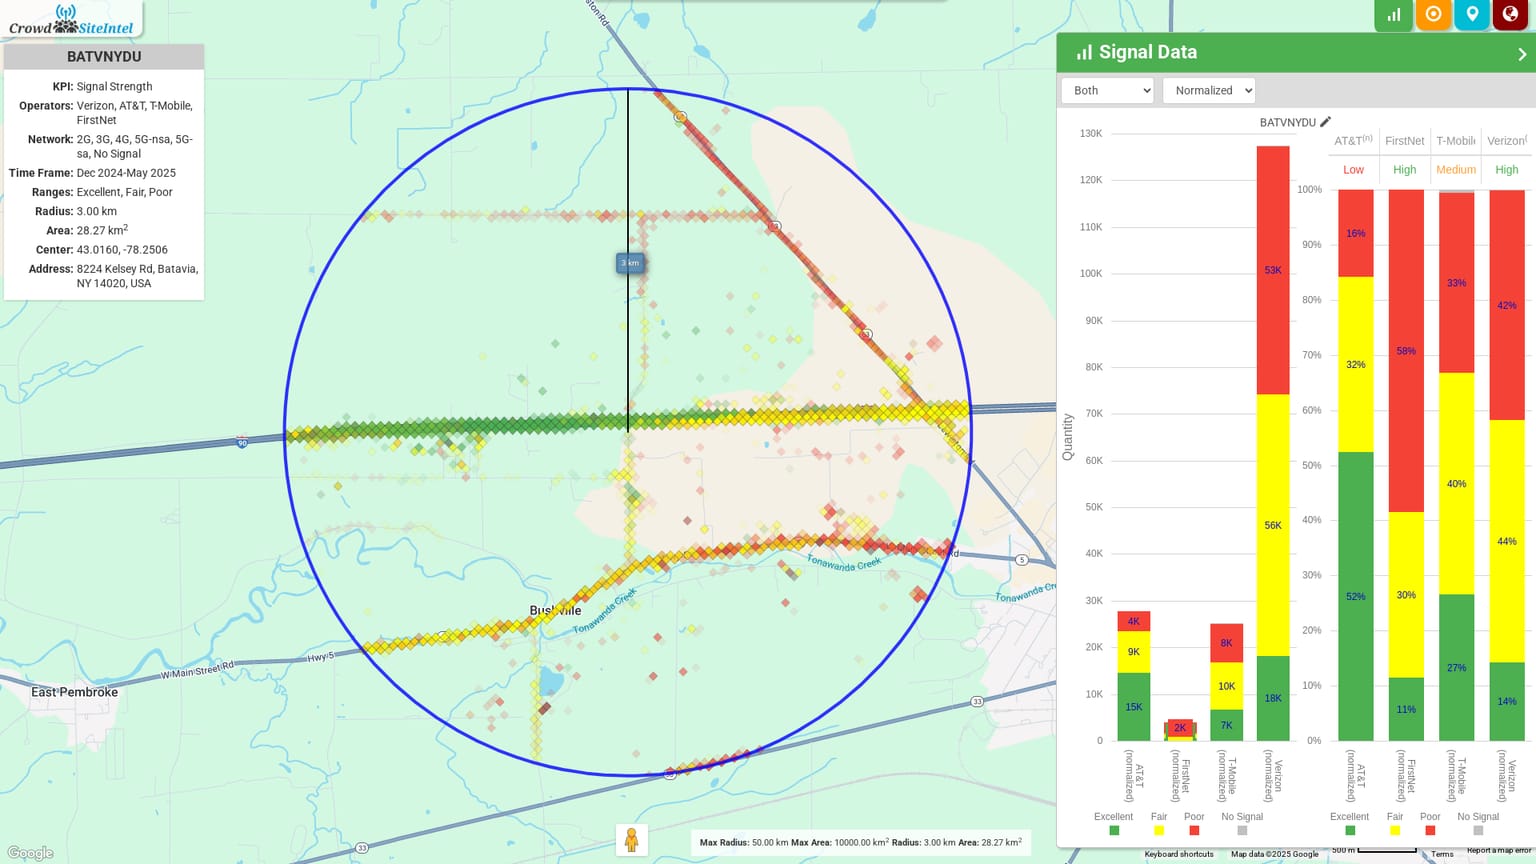 Crowd SiteIntel
BATVNYDU
KPI: Signal Strength
Operators: Verizon, AT&T, T-Mobile,
FirstNet
Network: 2G, 3G, 4G, 5G-nsa, 5G-
sa, No Signal
Time Frame: Dec 2024-May 2025
Ranges: Excellent, Fair, Poor
Radius: 3.00 km
Area: 28.27 km²
Center: 43.0160, -78.2506
Address: 8224 Kelsey Rd, Batavia,
NY 14020, USA
3 km
90
63
Bushville
Tonawanda Creek
Tonawanda Creek
Tonawanda Cr
Rd
5
W Main Street Rd
Hwy 5
East Pembroke
33
33
Google
Max Radius: 50.00 km Max Area: 10000.00 km² Radius: 3.00 km Area: 28.27 km²
Signal Data
Both
Normalized
BATVNYDU
Quantity
130K
120K
110K
100K
90K
80K
70K
60K
50K
40K
30K
20K
10K
0
4K
9K
15K
2K
8K
10K
7K
53K
56K
18K
AT&T
(normalized)
FirstNet
(normalized)
T-Mobile
(normalized)
Verizon
(normalized)
Excellent Fair Poor No Signal
AT&T(n) FirstNet T-Mobile Verizon(
Low High Medium High
100%
90%
80%
70%
60%
50%
40%
30%
20%
10%
0%
16%
32%
52%
58%
30%
11%
33%
40%
27%
42%
44%
14%
AT&T
(normalized)
FirstNet
(normalized)
T-Mobile
(normalized)
Verizon
(normalized)
Excellent Fair Poor No Signal
500 m
Keyboard shortcuts Map data ©2025 Google Terms Report a map error